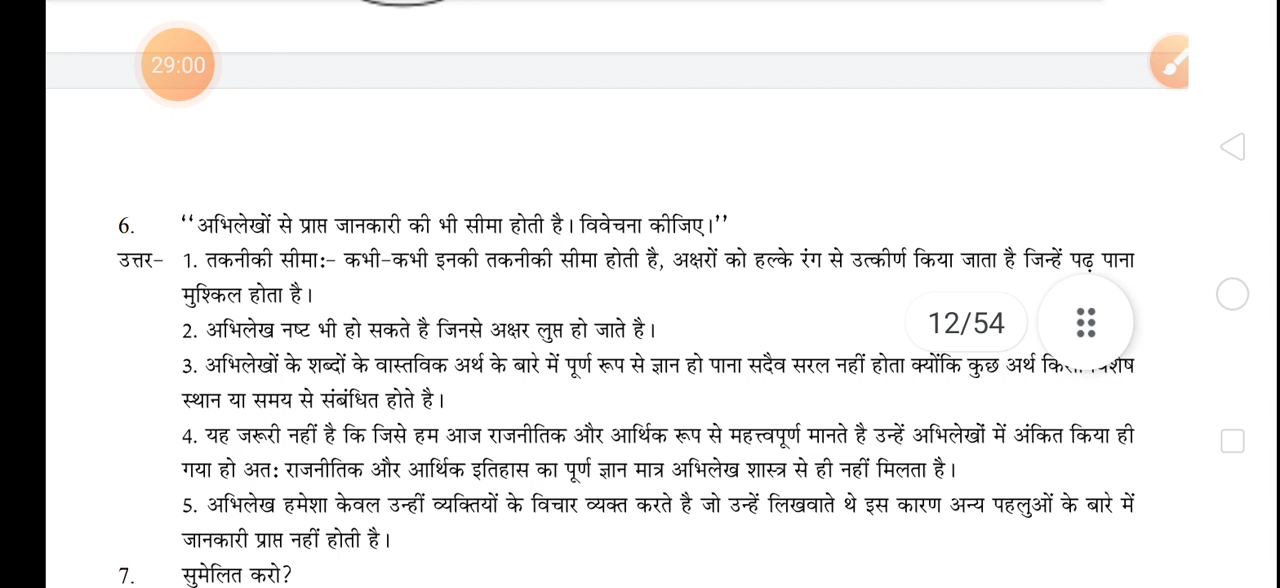 29:00
6. ‘‘अभिलेखों से प्राप्त जानकारी की भी सीमा होती है। विवेचना कीजिए।’’
उत्तर- 1. तकनीकी सीमा:- कभी-कभी इनकी तकनीकी सीमा होती है, अक्षरों को हल्के रंग से उत्कीर्ण किया जाता है जिन्हें पढ़ पाना
मुश्किल होता है।
12/54
2. अभिलेख नष्ट भी हो सकते है जिनसे अक्षर लुप्त हो जाते है।
3. अभिलेखों के शब्दों के वास्तविक अर्थ के बारे में पूर्ण रूप से ज्ञान हो पाना सदैव सरल नहीं होता क्योंकि कुछ अर्थ
स्थान या समय से संबंधित होते है।
4. यह जरूरी नहीं है कि जिसे हम आज राजनीतिक और आर्थिक रूप से महत्त्वपूर्ण मानते है उन्हें अभिलेखों में अंकित किया ही
गया हो अत: राजनीतिक और आर्थिक इतिहास का पूर्ण ज्ञान मात्र अभिलेख शास्त्र से ही नहीं मिलता है।
5. अभिलेख हमेशा केवल उन्हीं व्यक्तियों के विचार व्यक्त करते है जो उन्हें लिखवाते थे इस कारण अन्य पहलुओं के बारे में
जानकारी प्राप्त नहीं होती है।
7. सुमेलित करो?